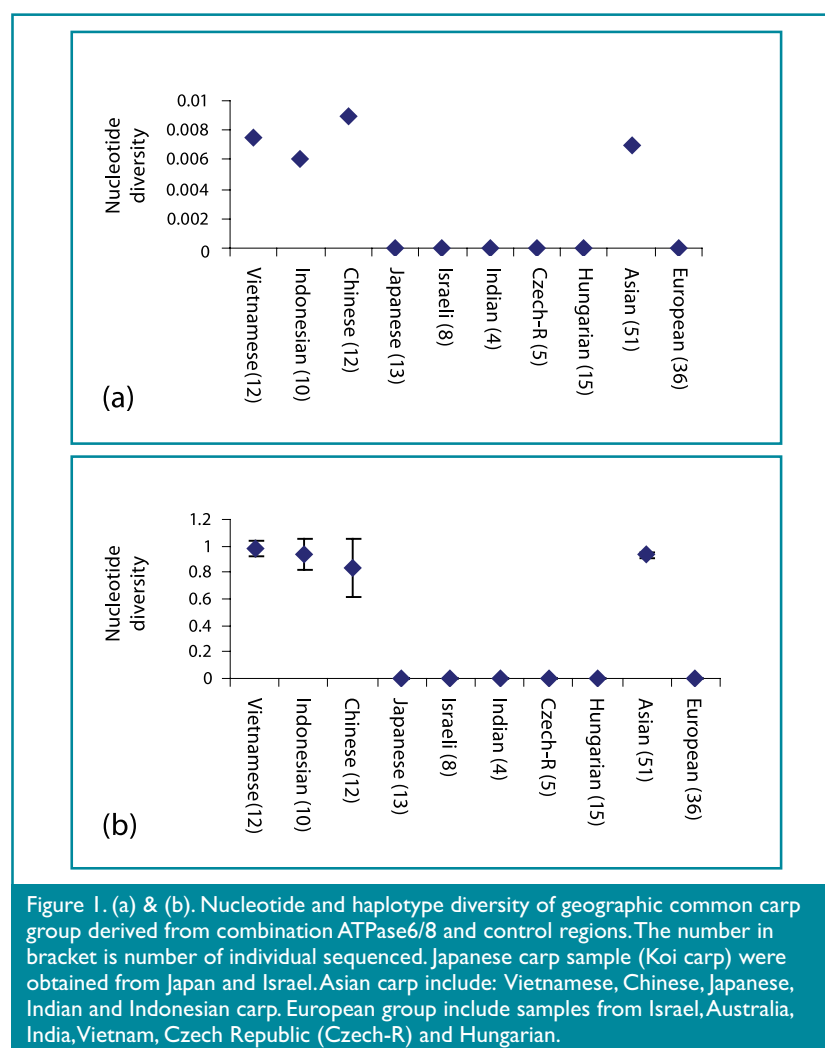 0.01
0.008
0.006
0.004
0.002
0
Nucleotide
diversity
Vietnamese (12)
Indonesian (10)
Chinese (12)
Japanese (13)
Israeli (8)
Indian (4)
Czech-R (5)
Hungarian (15)
Asian (51)
European (36)
(a)
1.2
1
0.8
0.6
0.4
0.2
0
Nucleotide
diversity
Vietnamese (12)
Indonesian (10)
Chinese (12)
Japanese (13)
Israeli (8)
Indian (4)
Czech-R (5)
Hungarian (15)
Asian (51)
European (36)
(b)
Figure 1. (a) & (b). Nucleotide and haplotype diversity of geographic common carp
group derived from combination ATPase6/8 and control regions. The number in
bracket is number of individual sequenced. Japanese carp sample (Koi carp) were
obtained from Japan and Israel. Asian carp include: Vietnamese, Chinese, Japanese,
Indian and Indonesian carp. European group include samples from Israel, Australia,
India, Vietnam, Czech Republic (Czech-R) and Hungarian.